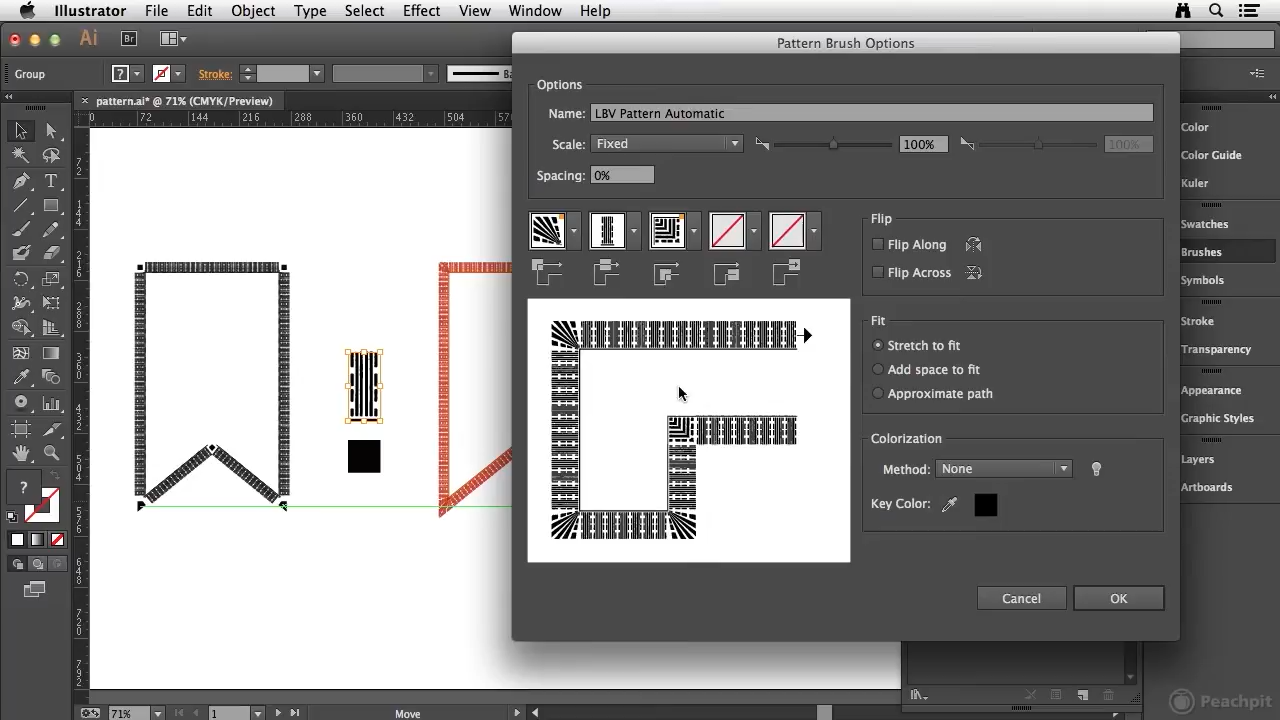 Illustrator File Edit Object Type Select Effect View Window Help
Ai Br
Group ? Stroke: Ba
pattern.ai* @ 71% (CMYK/Preview)
0 72 144 216 288 360 432 504 576
Pattern Brush Options
Options
Name: LBV Pattern Automatic
Scale: Fixed 100% 100%
Spacing: 0%
Flip
Flip Along
Flip Across
Fit
Stretch to fit
Add space to fit
Approximate path
Colorization
Method: None
Key Color:
Cancel OK
Color
Color Guide
Kuler
Swatches
Brushes
Symbols
Stroke
Transparency
Appearance
Graphic Styles
Layers
Artboards
?
71% 1 Move
Peachpit